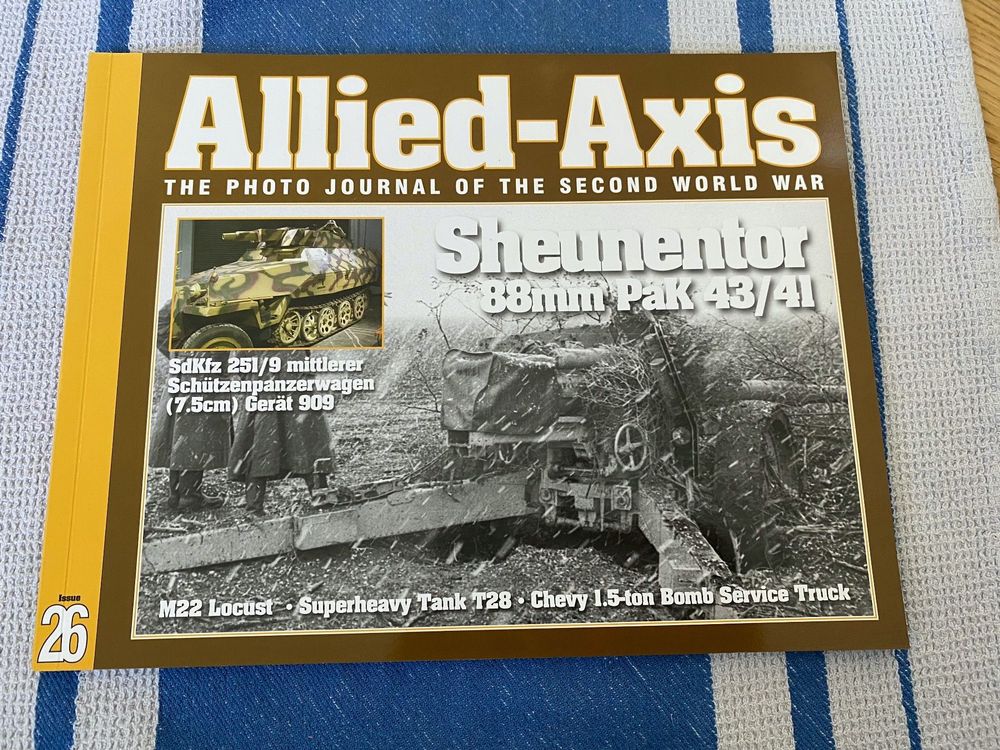 Allied-Axis
THE PHOTO JOURNAL OF THE SECOND WORLD WAR
Sheunentor
88mm PaK 43/41
SdKfz 251/9 mittlerer
Schützenpanzerwagen
(7.5cm) Gerät 909
M22 Locust • Superheavy Tank T28 • Chevy 1.5-ton Bomb Service Truck
Issue
26